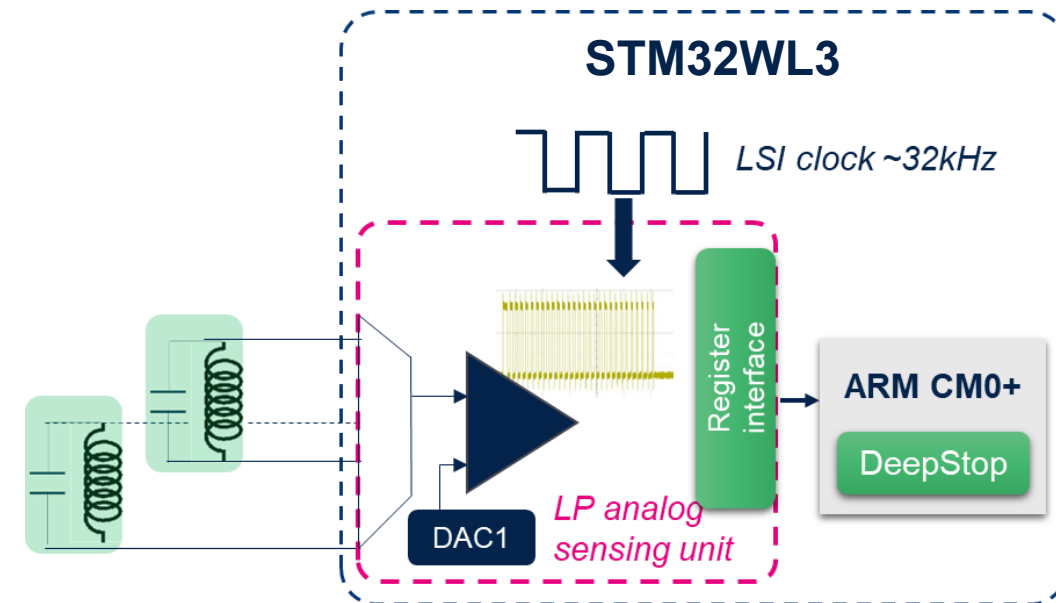 STM32WL3
LSI clock ~32kHz
Register
interface
ARM CM0+
DeepStop
DAC1
LP analog
sensing unit